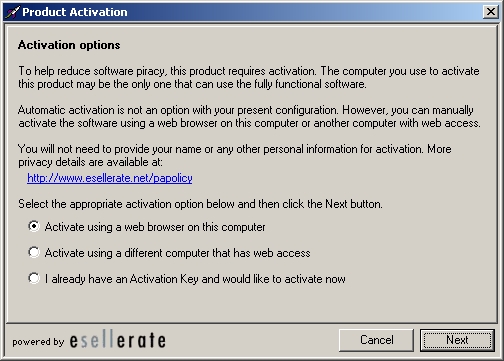 Product Activation
Activation options
To help reduce software piracy, this product requires activation. The computer you use to activate
this product may be the only one that can use the fully functional software.
Automatic activation is not an option with your present configuration. However, you can manually
activate the software using a web browser on this computer or another computer with web access.
You will not need to provide your name or any other personal information for activation. More
privacy details are available at:
http://www.esellerate.net/papolicy
Select the appropriate activation option below and then click the Next button.
Activate using a web browser on this computer
Activate using a different computer that has web access
I already have an Activation Key and would like to activate now
powered by esellerate
Cancel
Next